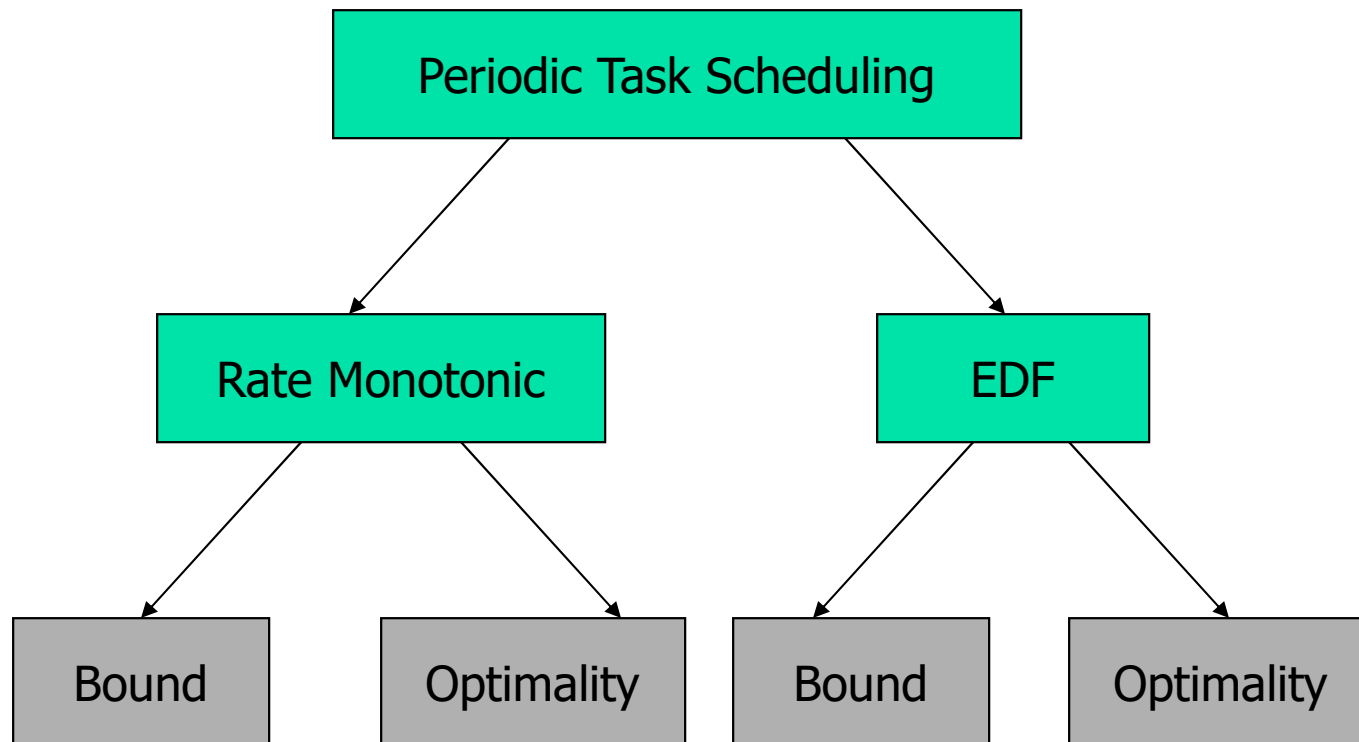 Periodic Task Scheduling
Rate Monotonic
EDF
Bound
Optimality
Bound
Optimality